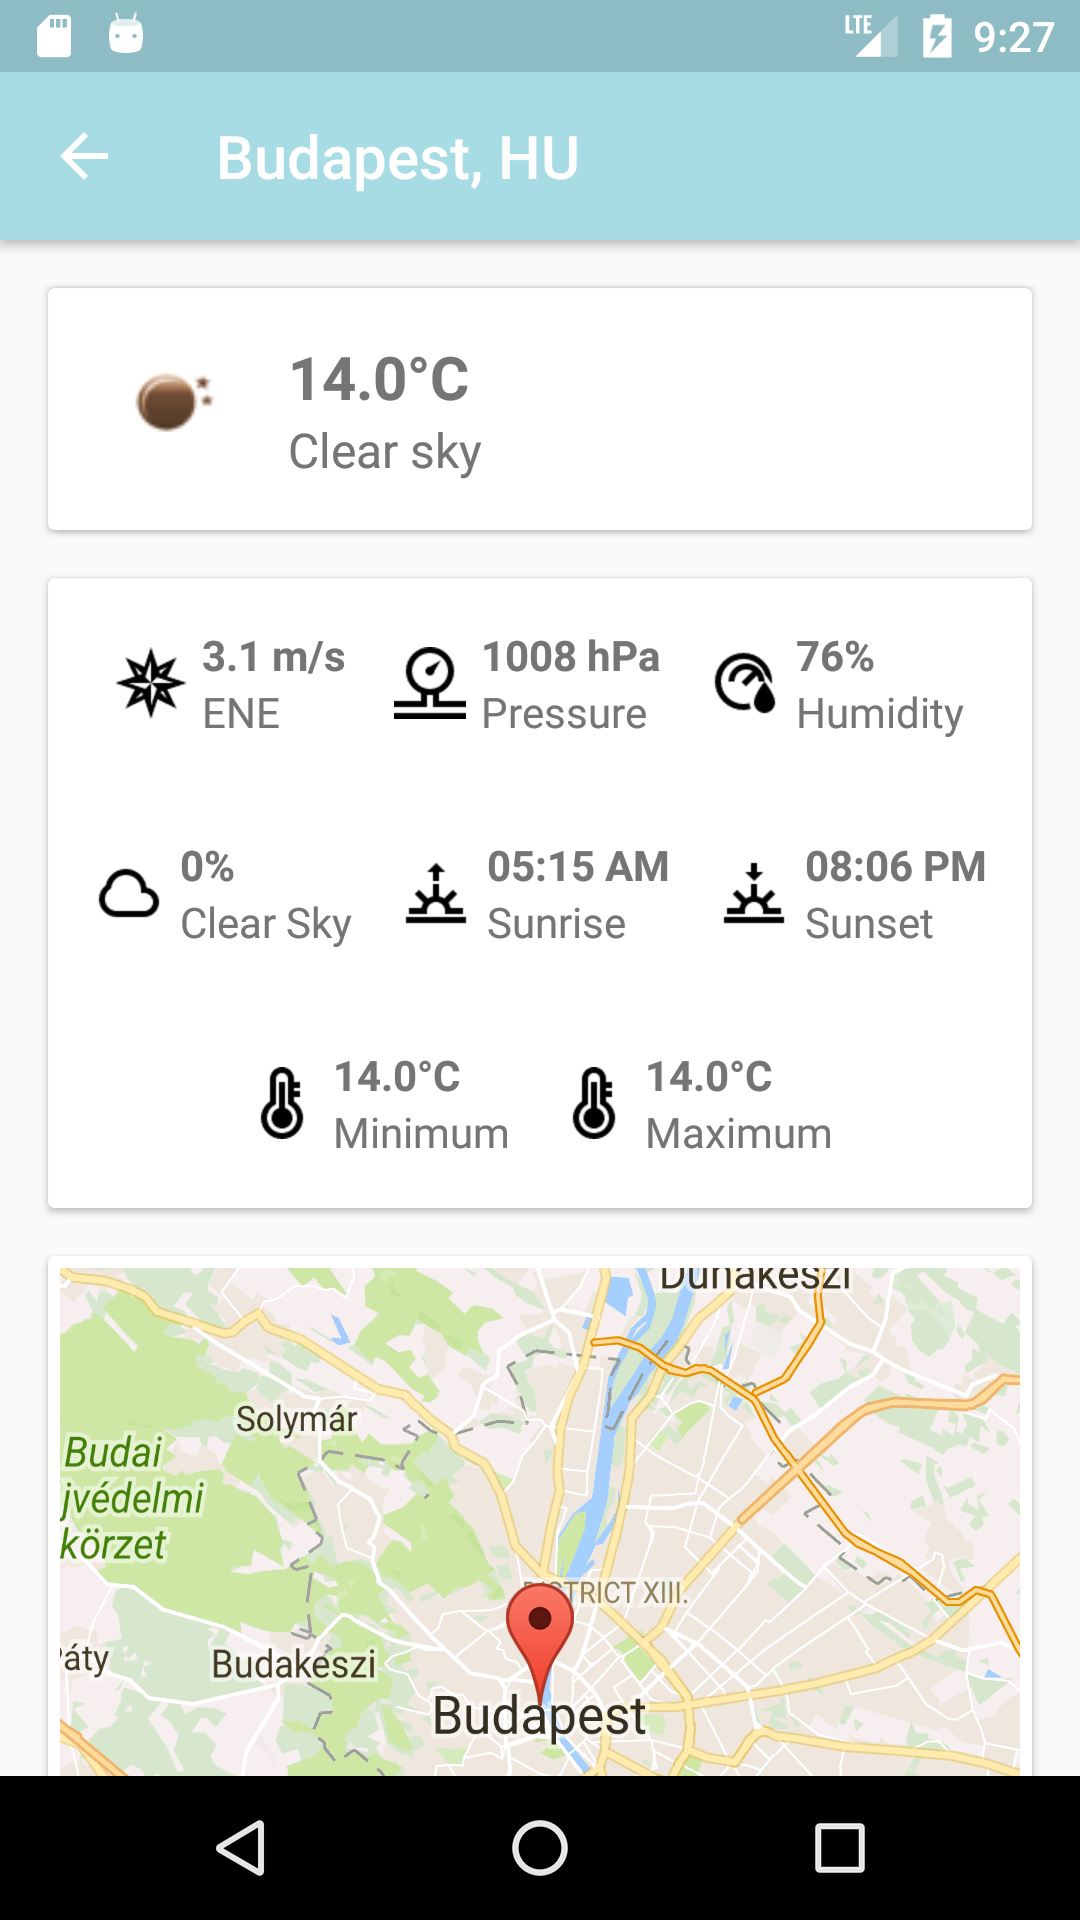 LTE 9:27
Budapest, HU
14.0°C
Clear sky
3.1 m/s 1008 hPa 76%
ENE Pressure Humidity
0% 05:15 AM 08:06 PM
Clear Sky Sunrise Sunset
14.0°C 14.0°C
Minimum Maximum
Dunakeszi
Solymár
Budai
jvédelmi
körzet
DISTRICT XIII.
áty
Budakeszi
Budapest